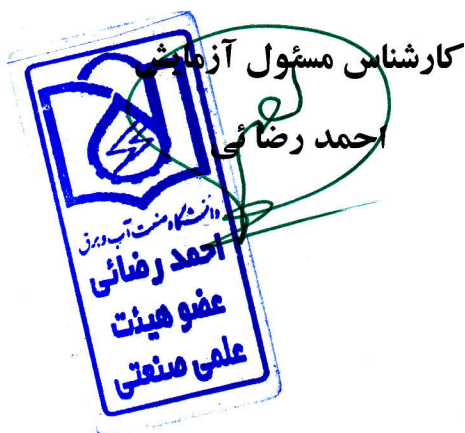 کارشناس مسئول آزمایش
احمد رضائی
دانشگاه صنعت آب و برق
احمد رضائی
عضو هیئت
علمی صنعتی